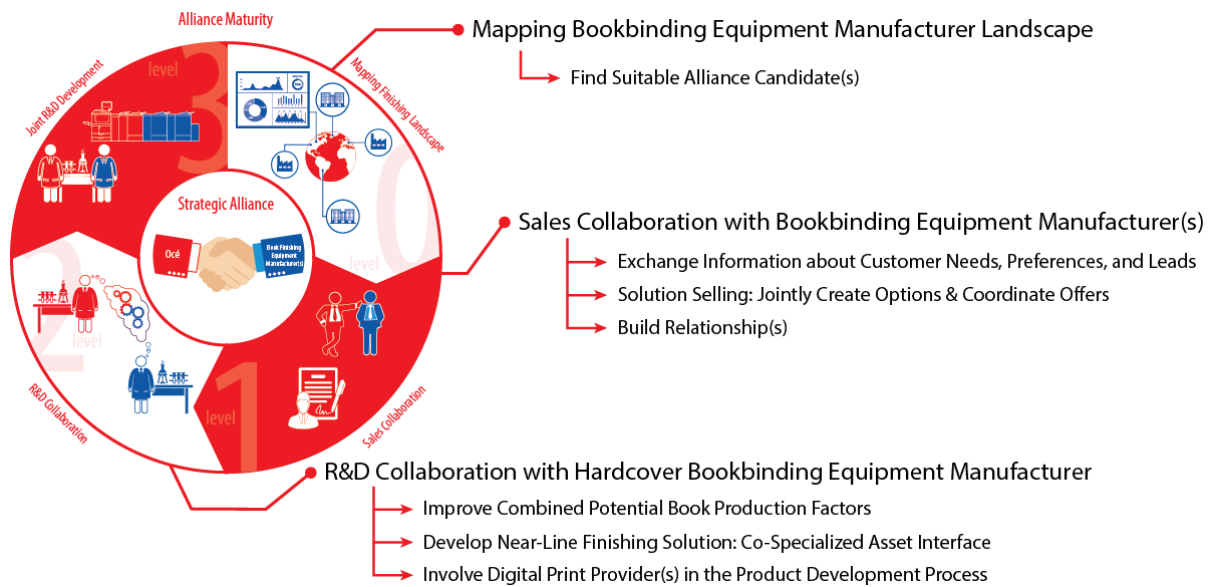 Alliance Maturity
Mapping Bookbinding Equipment Manufacturer Landscape
Find Suitable Alliance Candidate(s)
level
3
Joint R&D Development
Mapping Finishing Landscape
0
level
Strategic Alliance
Océ
Book Finishing
Equipment
Manufacturer(s)
Sales Collaboration with Bookbinding Equipment Manufacturer(s)
Exchange Information about Customer Needs, Preferences, and Leads
Solution Selling: Jointly Create Options & Coordinate Offers
Build Relationship(s)
2
level
R&D Collaboration
1
level
Sales Collaboration
R&D Collaboration with Hardcover Bookbinding Equipment Manufacturer
Improve Combined Potential Book Production Factors
Develop Near-Line Finishing Solution: Co-Specialized Asset Interface
Involve Digital Print Provider(s) in the Product Development Process